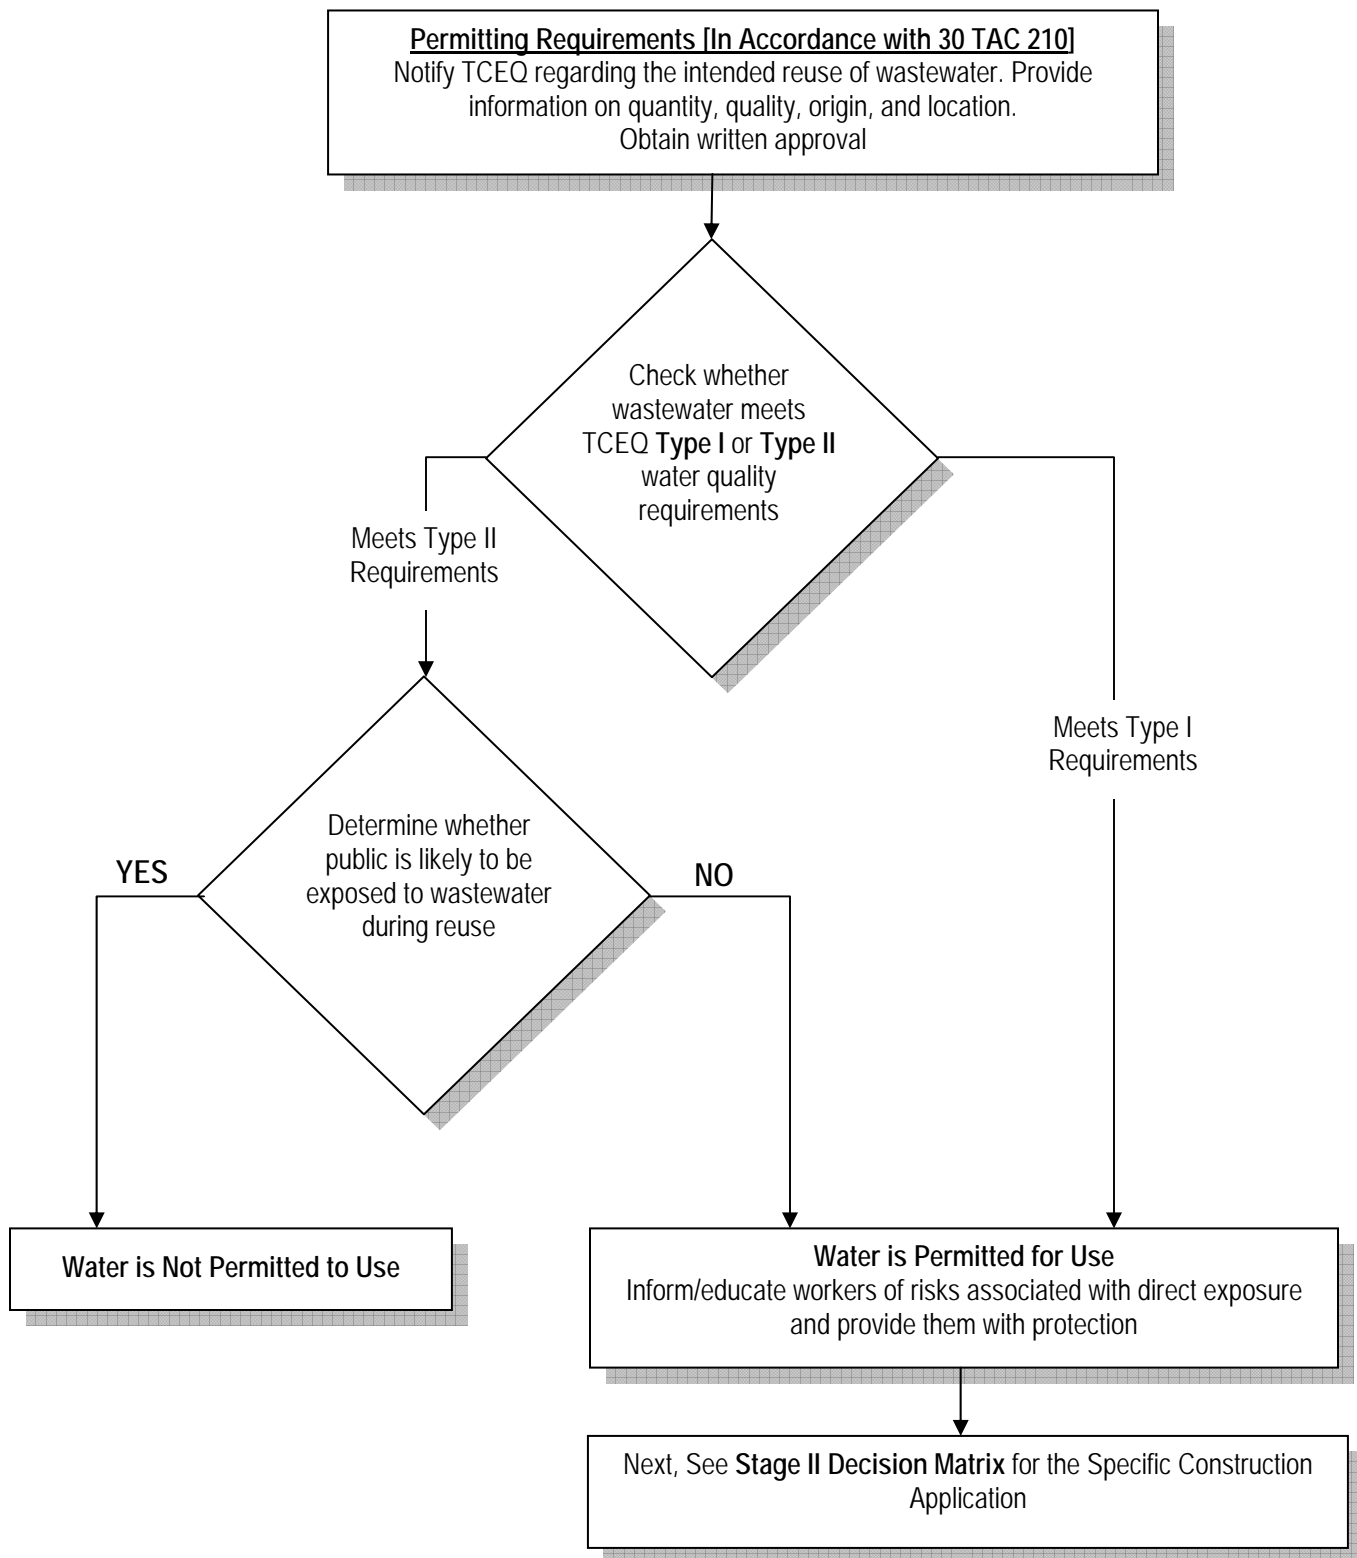 Permitting Requirements [In Accordance with 30 TAC 210]
Notify TCEQ regarding the intended reuse of wastewater. Provide
information on quantity, quality, origin, and location.
Obtain written approval
Check whether
wastewater meets
TCEQ Type I or Type II
water quality
requirements
Meets Type II
Requirements
Meets Type I
Requirements
Determine whether
public is likely to be
exposed to wastewater
during reuse
YES
NO
Water is Not Permitted to Use
Water is Permitted for Use
Inform/educate workers of risks associated with direct exposure
and provide them with protection
Next, See Stage II Decision Matrix for the Specific Construction
Application